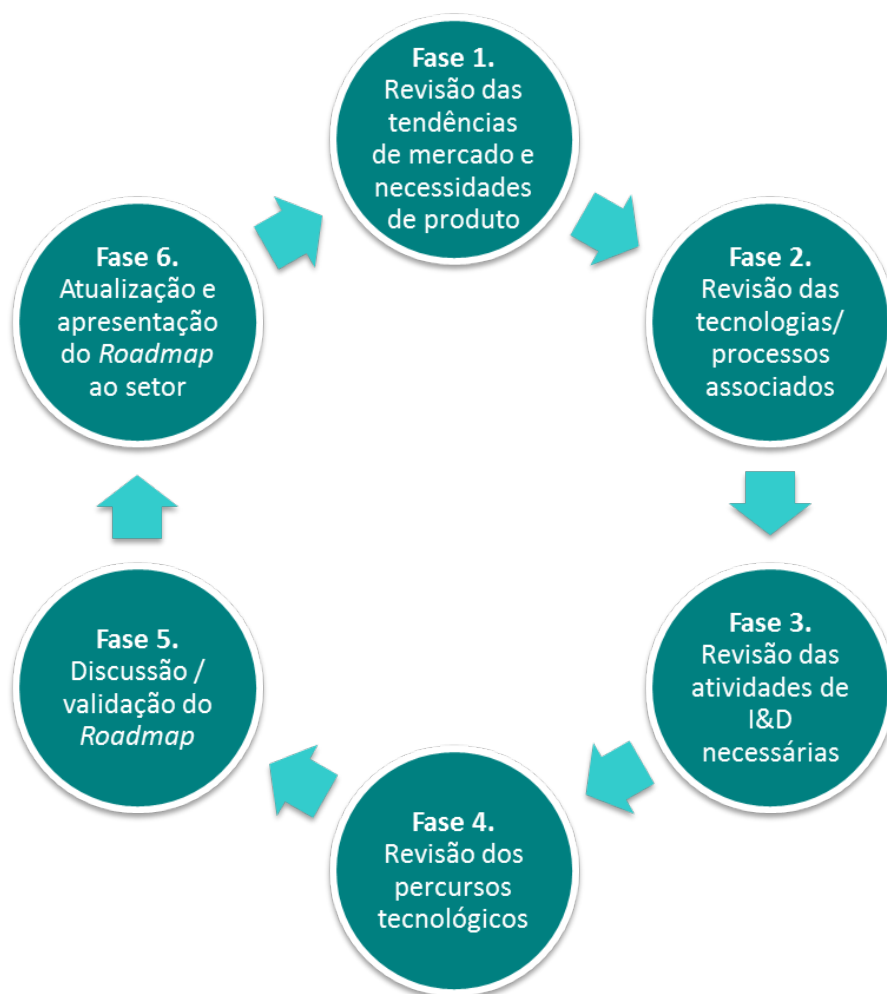 Fase 1.
Revisão das
tendências
de mercado e
necessidades
de produto
Fase 2.
Revisão das
tecnologias/
processos
associados
Fase 3.
Revisão das
atividades de
I&D
necessárias
Fase 4.
Revisão dos
percursos
tecnológicos
Fase 5.
Discussão /
validação do
Roadmap
Fase 6.
Atualização e
apresentação
do Roadmap
ao setor